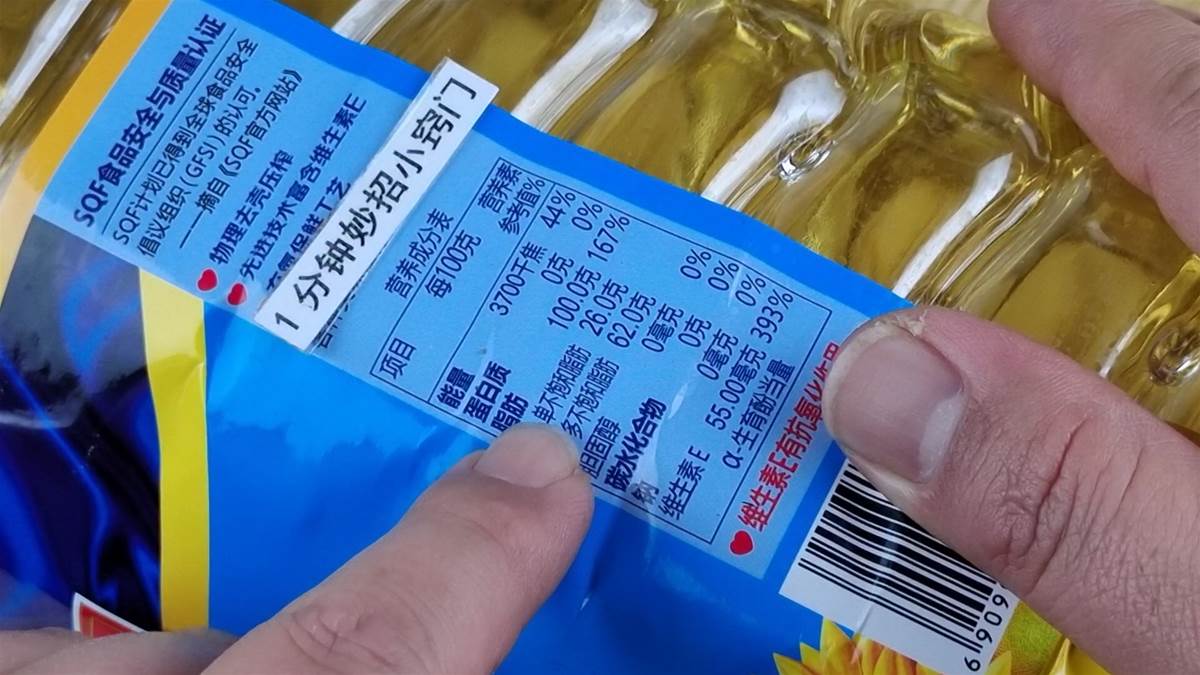 SQF食品安全与质量认证
SQF计划已得到全球食品安全
倡议组织(GFSI)的认可。
——摘自《SQF官方网站》
物理去壳压榨
先进技术富含维生素E
1分钟妙招小窍门
营养成分表
项目 每100克 营养素参考值%
能量 3700千焦 44%
蛋白质 0克 0%
脂肪 100.0克 167%
单不饱和脂肪 26.0克
多不饱和脂肪 62.0克
胆固醇 0毫克 0%
碳水化合物 0克 0%
钠 0毫克 0%
维生素E 55.00毫克 393%
α-生育酚当量
维生素E有抗氧化作用
6 909